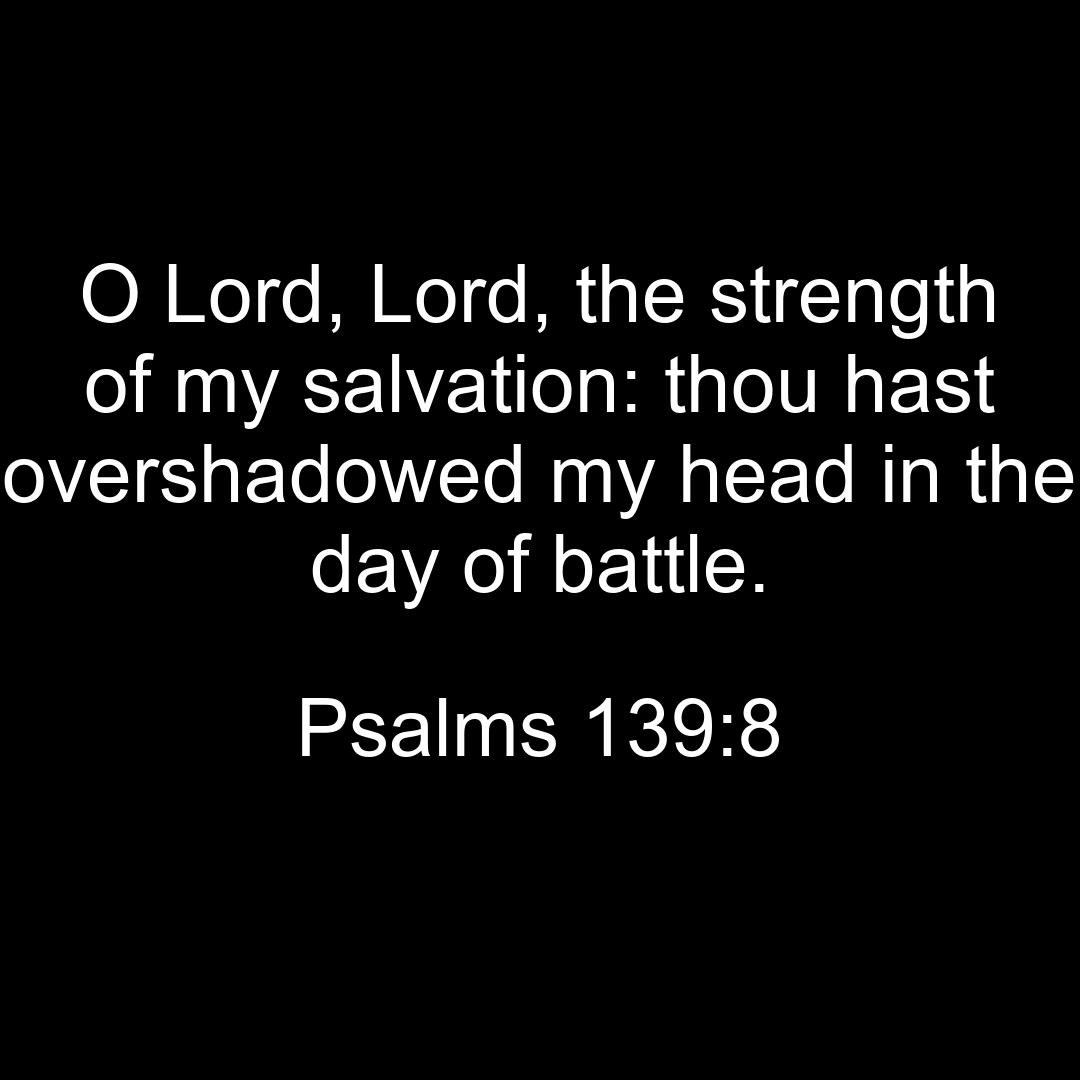 O Lord, Lord, the strength
of my salvation: thou hast
overshadowed my head in the
day of battle.
Psalms 139:8